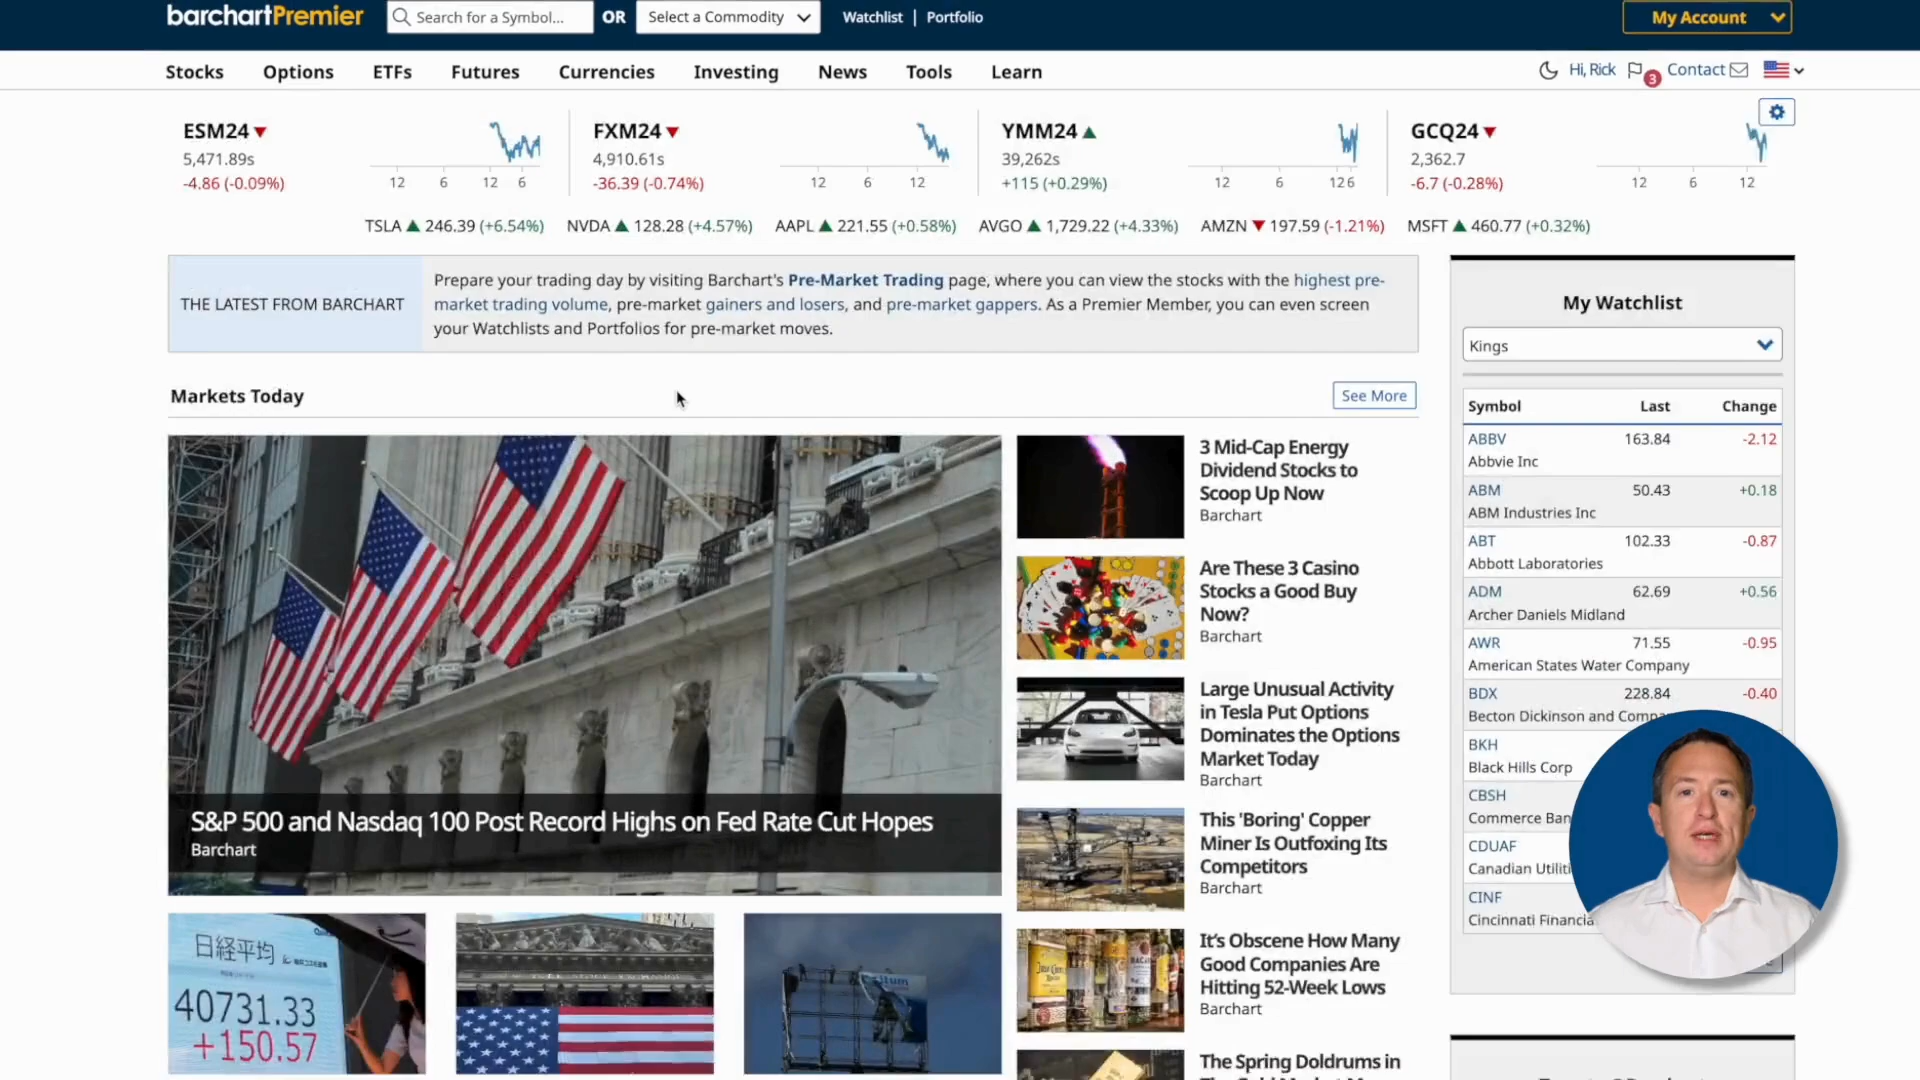 barchartPremier
Search for a Symbol...
OR
Select a Commodity
Watchlist | Portfolio
My Account
Stocks Options ETFs Futures Currencies Investing News Tools Learn
Hi, Rick
3
Contact
ESM24
5,471.89s
-4.86 (-0.09%)
12 6 12 6
FXM24
4,910.61s
-36.39 (-0.74%)
12 6 12
YMM24
39,262s
+115 (+0.29%)
12 6 12 6
GCQ24
2,362.7
-6.7 (-0.28%)
12 6 12
TSLA 246.39 (+6.54%) NVDA 128.28 (+4.57%) AAPL 221.55 (+0.58%) AVGO 1,729.22 (+4.33%) AMZN 197.59 (-1.21%) MSFT 460.77 (+0.32%)
THE LATEST FROM BARCHART
Prepare your trading day by visiting Barchart's Pre-Market Trading page, where you can view the stocks with the highest pre-
market trading volume, pre-market gainers and losers, and pre-market gappers. As a Premier Member, you can even screen
your Watchlists and Portfolios for pre-market moves.
Markets Today
See More
S&P 500 and Nasdaq 100 Post Record Highs on Fed Rate Cut Hopes
Barchart
日経平均
40731.33
+150.57
3 Mid-Cap Energy
Dividend Stocks to
Scoop Up Now
Barchart
Are These 3 Casino
Stocks a Good Buy
Now?
Barchart
Large Unusual Activity
in Tesla Put Options
Dominates the Options
Market Today
Barchart
This 'Boring' Copper
Miner Is Outfoxing Its
Competitors
Barchart
It's Obscene How Many
Good Companies Are
Hitting 52-Week Lows
Barchart
The Spring Doldrums in
My Watchlist
Kings
Symbol Last Change
ABBV 163.84 -2.12
Abbvie Inc
ABM 50.43 +0.18
ABM Industries Inc
ABT 102.33 -0.87
Abbott Laboratories
ADM 62.69 +0.56
Archer Daniels Midland
AWR 71.55 -0.95
American States Water Company
BDX 228.84 -0.40
Becton Dickinson and Compa
BKH
Black Hills Corp
CBSH
Commerce Ban
CDUAF
Canadian Utiliti
CINF
Cincinnati Financia